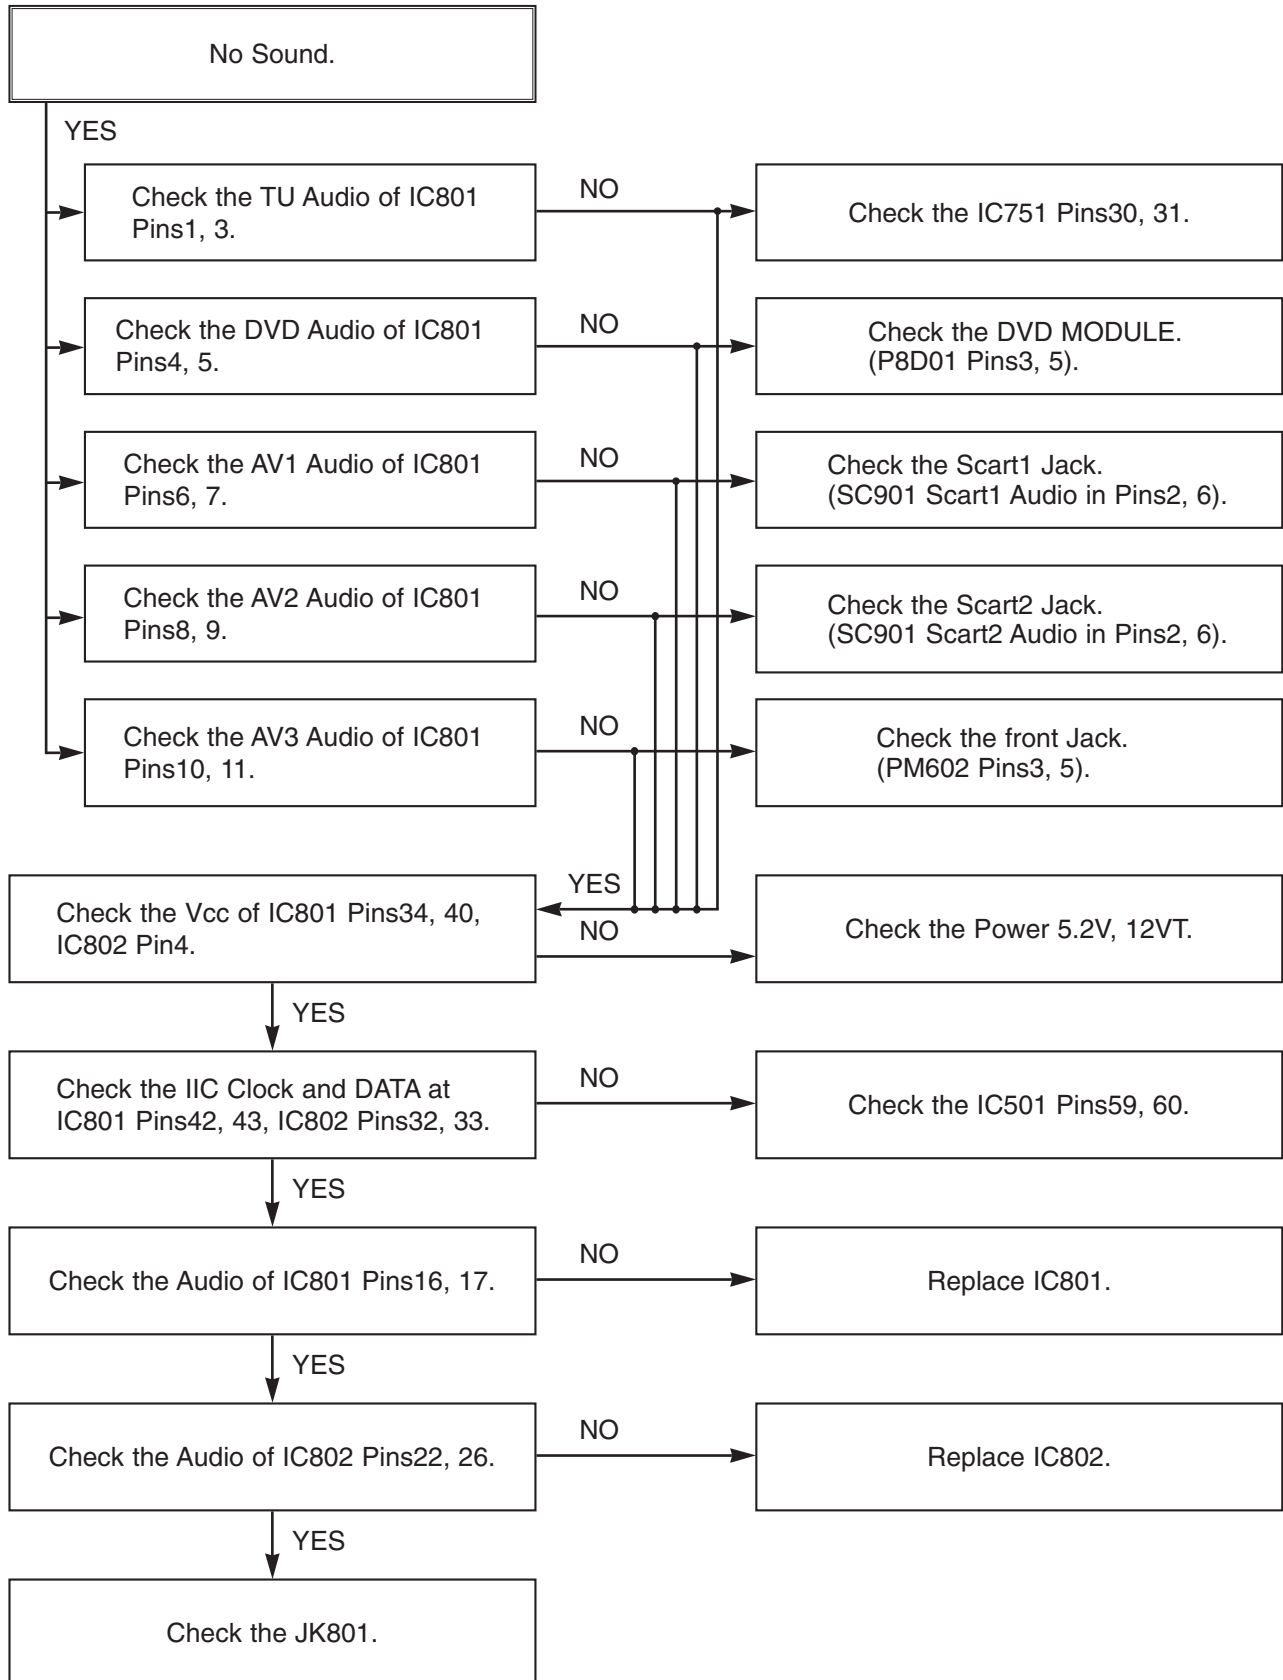 No Sound.
YES
Check the TU Audio of IC801
Pins1, 3.
NO
Check the IC751 Pins30, 31.
Check the DVD Audio of IC801
Pins4, 5.
NO
Check the DVD MODULE.
(P8D01 Pins3, 5).
Check the AV1 Audio of IC801
Pins6, 7.
NO
Check the Scart1 Jack.
(SC901 Scart1 Audio in Pins2, 6).
Check the AV2 Audio of IC801
Pins8, 9.
NO
Check the Scart2 Jack.
(SC901 Scart2 Audio in Pins2, 6).
Check the AV3 Audio of IC801
Pins10, 11.
NO
Check the front Jack.
(PM602 Pins3, 5).
YES
Check the Vcc of IC801 Pins34, 40,
IC802 Pin4.
NO
Check the Power 5.2V, 12VT.
YES
Check the IIC Clock and DATA at
IC801 Pins42, 43, IC802 Pins32, 33.
NO
Check the IC501 Pins59, 60.
YES
Check the Audio of IC801 Pins16, 17.
NO
Replace IC801.
YES
Check the Audio of IC802 Pins22, 26.
NO
Replace IC802.
YES
Check the JK801.